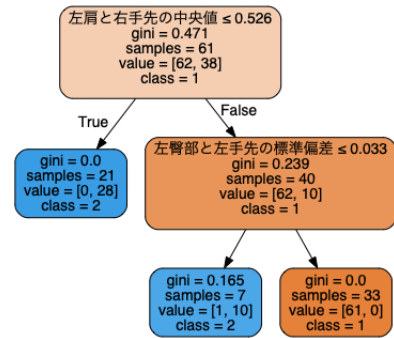 左肩と右手先の中央値 ≤ 0.526
gini = 0.471
samples = 61
value = [62, 38]
class = 1
True
False
gini = 0.0
samples = 21
value = [0, 28]
class = 2
左臀部と左手先の標準偏差 ≤ 0.033
gini = 0.239
samples = 40
value = [62, 10]
class = 1
gini = 0.165
samples = 7
value = [1, 10]
class = 2
gini = 0.0
samples = 33
value = [61, 0]
class = 1